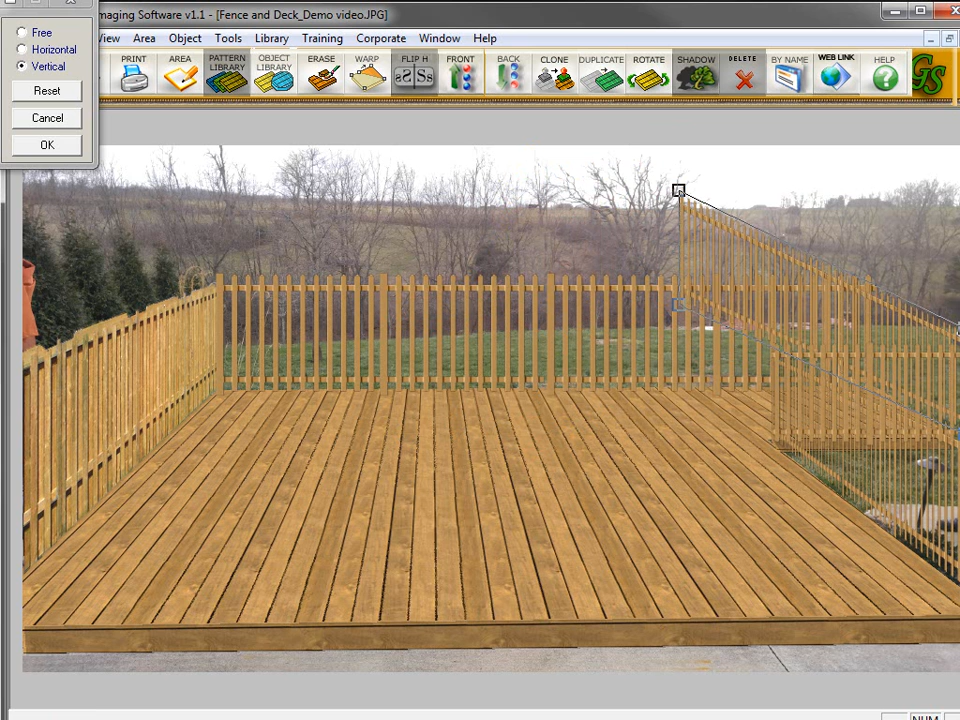 maging Software v1.1 - [Fence and Deck_Demo video.JPG]
View Area Object Tools Library Training Corporate Window Help
PRINT AREA PATTERN LIBRARY OBJECT LIBRARY ERASE WARP FLIP H FRONT BACK CLONE DUPLICATE ROTATE SHADOW DELETE BY NAME WEB LINK HELP
SSSs
GS
Free
Horizontal
Vertical
Reset
Cancel
OK
NUM